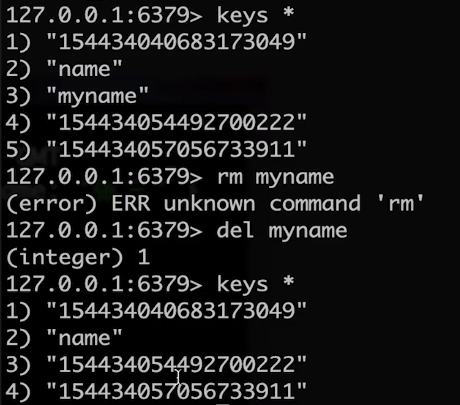 127.0.0.1:6379> keys *
1) "154434040683173049"
2) "name"
3) "myname"
4) "154434054492700222"
5) "154434057056733911"
127.0.0.1:6379> rm myname
(error) ERR unknown command 'rm'
127.0.0.1:6379> del myname
(integer) 1
127.0.0.1:6379> keys *
1) "154434040683173049"
2) "name"
3) "154434054492700222"
4) "154434057056733911"